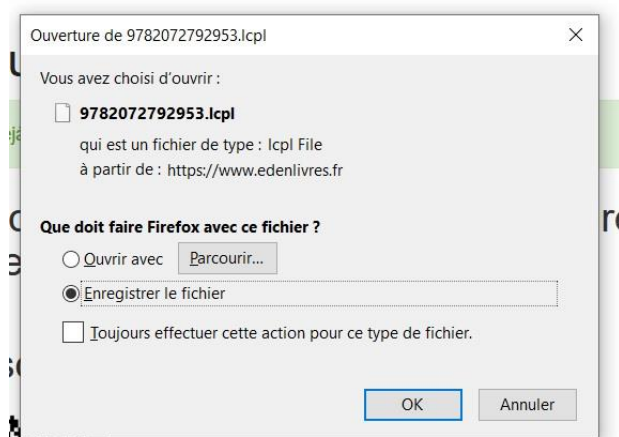 Ouverture de 9782072792953.lcpl
Vous avez choisi d'ouvrir :
9782072792953.lcpl
qui est un fichier de type : lcpl File
à partir de : https://www.edenlivres.fr
Que doit faire Firefox avec ce fichier ?
Ouvrir avec Parcourir...
Enregistrer le fichier
Toujours effectuer cette action pour ce type de fichier.
OK Annuler